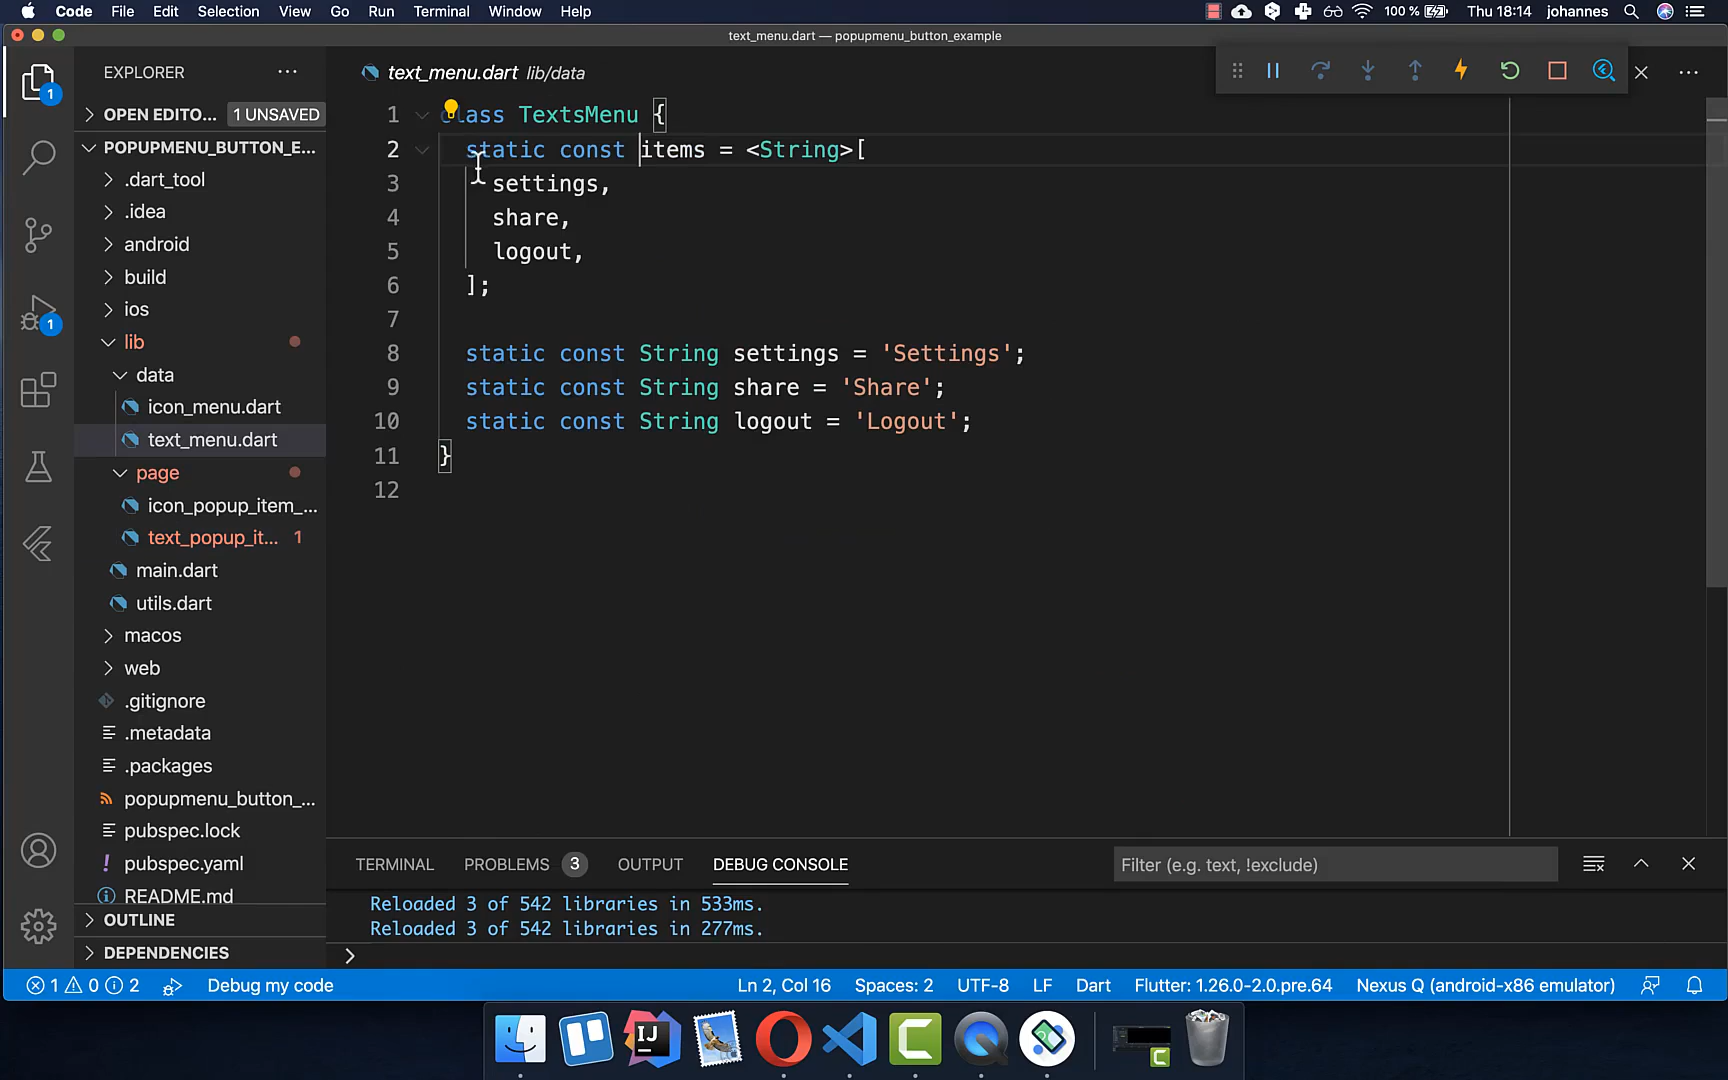 Code File Edit Selection View Go Run Terminal Window Help 100 % Thu 18:14 johannes
text_menu.dart — popupmenu_button_example
EXPLORER
OPEN EDITO... 1 UNSAVED
POPUPMENU_BUTTON_E...
.dart_tool
.idea
android
build
ios
lib
data
icon_menu.dart
text_menu.dart
page
icon_popup_item_...
text_popup_it... 1
main.dart
utils.dart
macos
web
.gitignore
.metadata
.packages
popupmenu_button_...
pubspec.lock
! pubspec.yaml
README.md
OUTLINE
DEPENDENCIES
1
1
text_menu.dart lib/data
1 class TextsMenu {
2 static const items = <String>[
3 settings,
4 share,
5 logout,
6 ];
7
8 static const String settings = 'Settings';
9 static const String share = 'Share';
10 static const String logout = 'Logout';
11 }
12
TERMINAL PROBLEMS 3 OUTPUT DEBUG CONSOLE Filter (e.g. text, !exclude)
Reloaded 3 of 542 libraries in 533ms.
Reloaded 3 of 542 libraries in 277ms.
1 0 2 Debug my code Ln 2, Col 16 Spaces: 2 UTF-8 LF Dart Flutter: 1.26.0-2.0.pre.64 Nexus Q (android-x86 emulator)
IJ C C